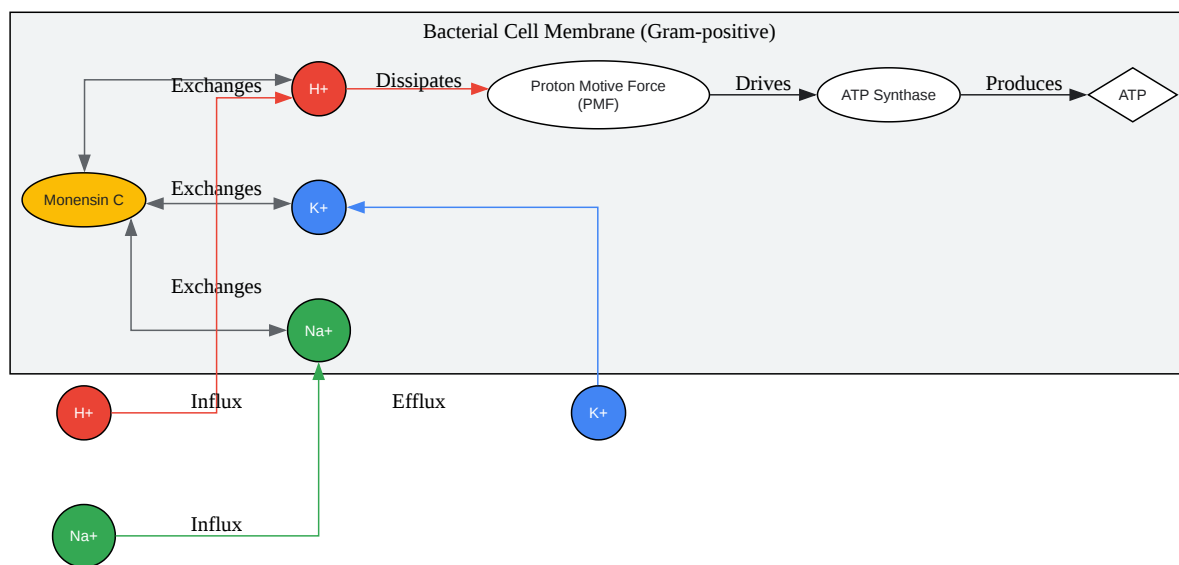 Bacterial Cell Membrane (Gram-positive)
Exchanges
H+
Dissipates
Proton Motive Force
(PMF)
Drives
ATP Synthase
Produces
ATP
Monensin C
Exchanges
K+
Exchanges
Na+
H+
Influx
Efflux
K+
Na+
Influx